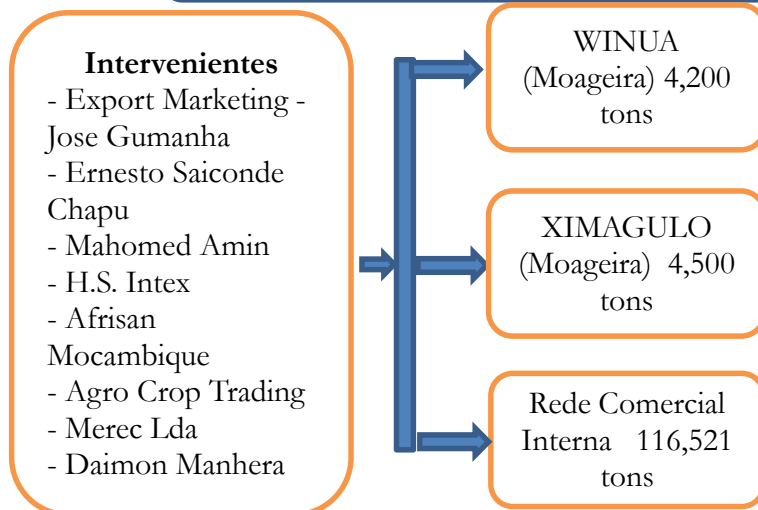 Intervenientes
- Export Marketing -
Jose Gumanha
- Ernesto Saiconde
Chapu
- Mahomed Amin
- H.S. Intex
- Afrisan
Mocambique
- Agro Crop Trading
- Merec Lda
- Daimon Manhera
WINUA
(Moageira) 4,200
tons
XIMAGULO
(Moageira) 4,500
tons
Rede Comercial
Interna 116,521
tons